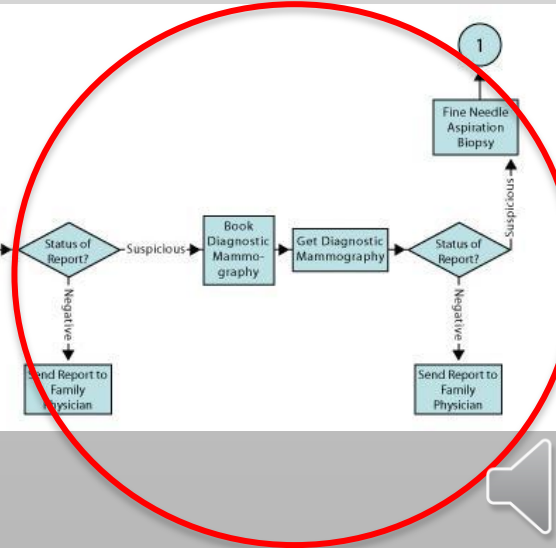 1
Fine Needle
Aspiration
Biopsy
Suspicious
Status of
Report?
Suspicious
Book
Diagnostic
Mammo-
graphy
Get Diagnostic
Mammography
Status of
Report?
Negative
Negative
Send Report to
Family
Physician
Send Report to
Family
Physician